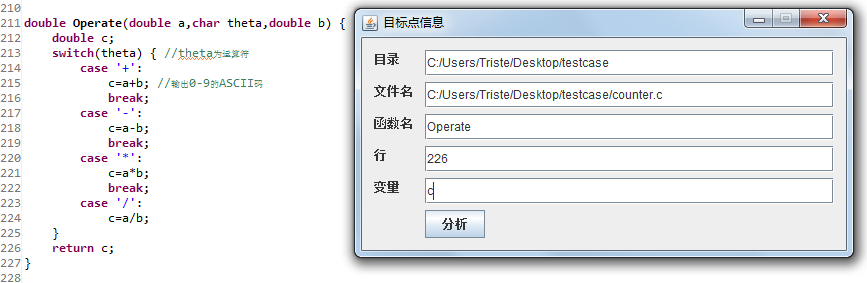 210
211 double Operate(double a,char theta,double b) {
212     double c;
213     switch(theta) { //theta为运算符
214         case '+':
215             c=a+b; //输出0-9的ASCII码
216             break;
217         case '-':
218             c=a-b;
219             break;
220         case '*':
221             c=a*b;
222             break;
223         case '/':
224             c=a/b;
225     }
226     return c;
227 }
228
目标点信息
目录 C:/Users/Triste/Desktop/testcase
文件名 C:/Users/Triste/Desktop/testcase/counter.c
函数名 Operate
行 226
变量 c
分析